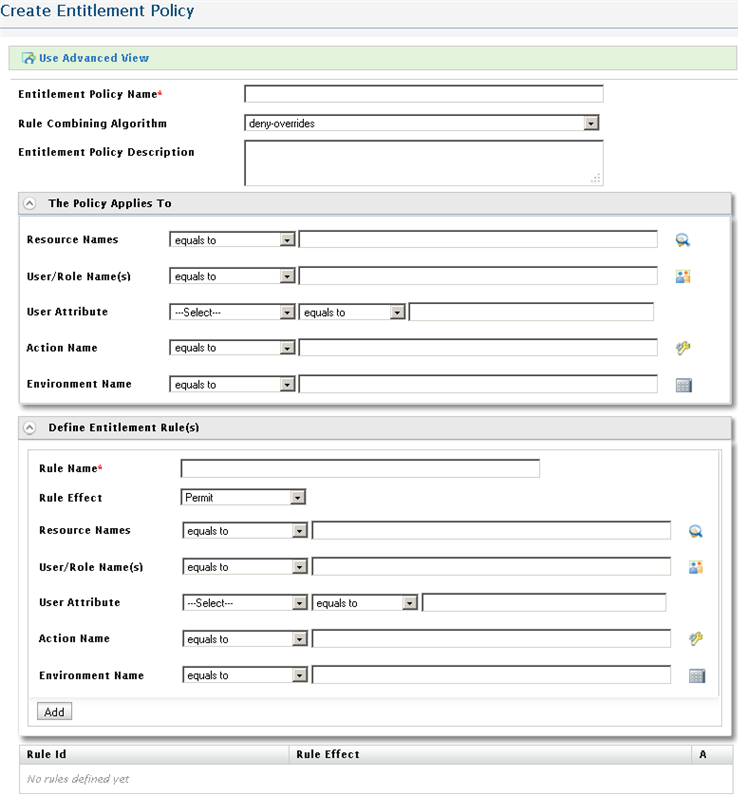 Create Entitlement Policy
Use Advanced View
Entitlement Policy Name*
Rule Combining Algorithm deny-overrides
Entitlement Policy Description
The Policy Applies To
Resource Names equals to
User/Role Name(s) equals to
User Attribute ---Select--- equals to
Action Name equals to
Environment Name equals to
Define Entitlement Rule(s)
Rule Name*
Rule Effect Permit
Resource Names equals to
User/Role Name(s) equals to
User Attribute ---Select--- equals to
Action Name equals to
Environment Name equals to
Add
Rule Id Rule Effect A
No rules defined yet